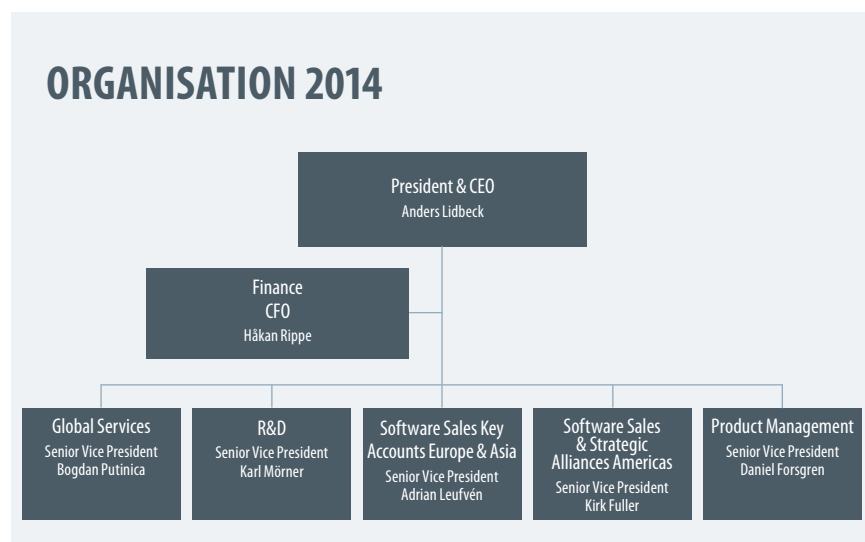 ORGANISATION 2014
President & CEO
Anders Lidbeck
Finance
CFO
Håkan Rippe
Global Services
Senior Vice President
Bogdan Putinica
R&D
Senior Vice President
Karl Mörner
Software Sales Key
Accounts Europe & Asia
Senior Vice President
Adrian Leufvén
Software Sales
& Strategic
Alliances Americas
Senior Vice President
Kirk Fuller
Product Management
Senior Vice President
Daniel Forsgren